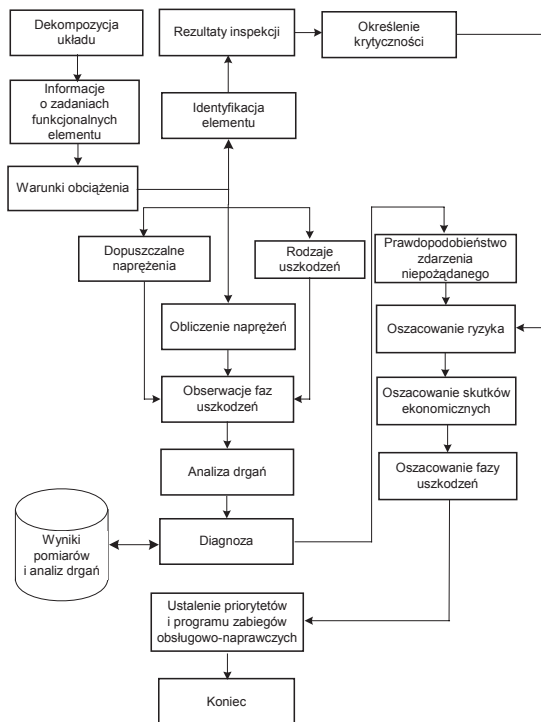 Dekompozycja
układu
Informacje
o zadaniach
funkcjonalnych
elementu
Warunki obciążenia
Rezultaty inspekcji
Identyfikacja
elementu
Określenie
krytyczności
Dopuszczalne
naprężenia
Rodzaje
uszkodzeń
Obliczenie naprężeń
Obserwacje faz
uszkodzeń
Analiza drgań
Diagnoza
Wyniki
pomiarów
i analiz drgań
Prawdopodobieństwo
zdarzenia
niepożądanego
Oszacowanie ryzyka
Oszacowanie skutków
ekonomicznych
Oszacowanie fazy
uszkodzeń
Ustalenie priorytetów
i programu zabiegów
obsługowo-naprawczych
Koniec